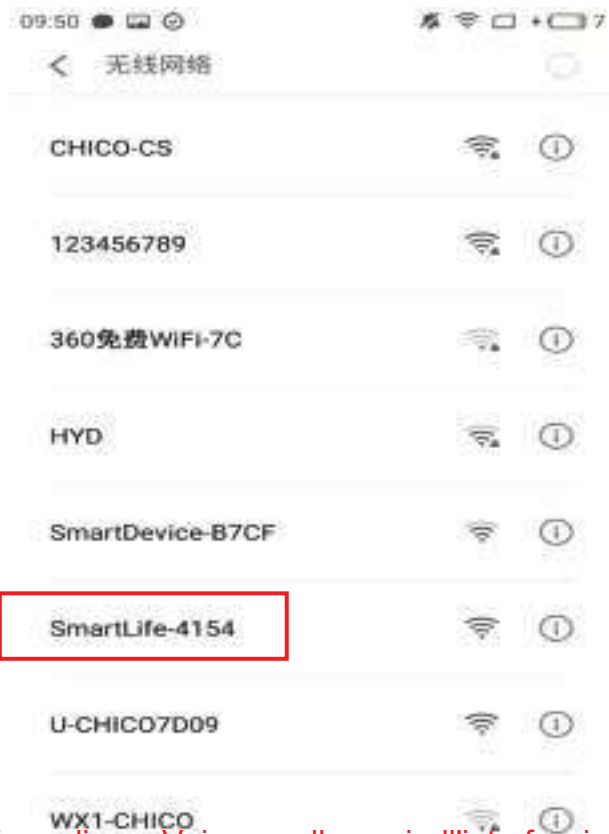 09:50
7
无线网络
CHICO-CS
123456789
360免费WiFi-7C
HYD
SmartDevice-B7CF
SmartLife-4154
U-CHICO7D09
WX1-CHICO